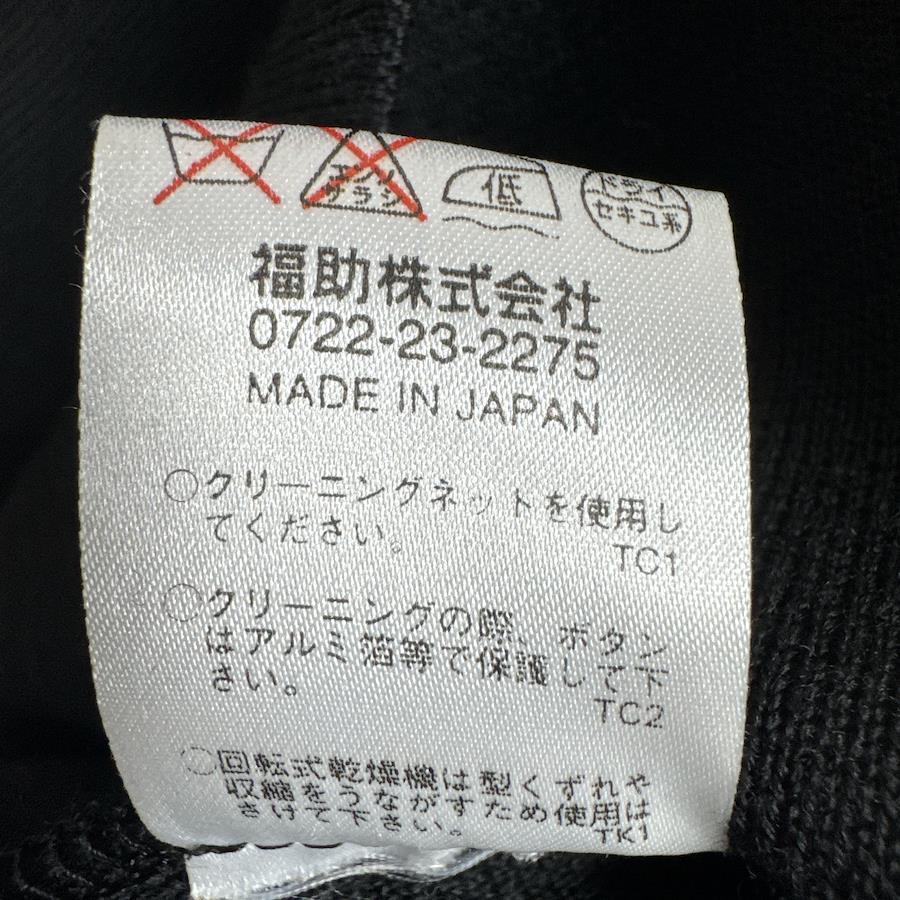 エンソ
サラシ
低
ドライ
セキユ系
福助株式会社
0722-23-2275
MADE IN JAPAN
○クリーニングネットを使用し
てください。
TC1
○クリーニングの際、ボタン
はアルミ箔等で保護して下
さい。
TC2
○回転式乾燥機は型くずれや
収縮をうながすため使用は
さけて下さい。
TK1